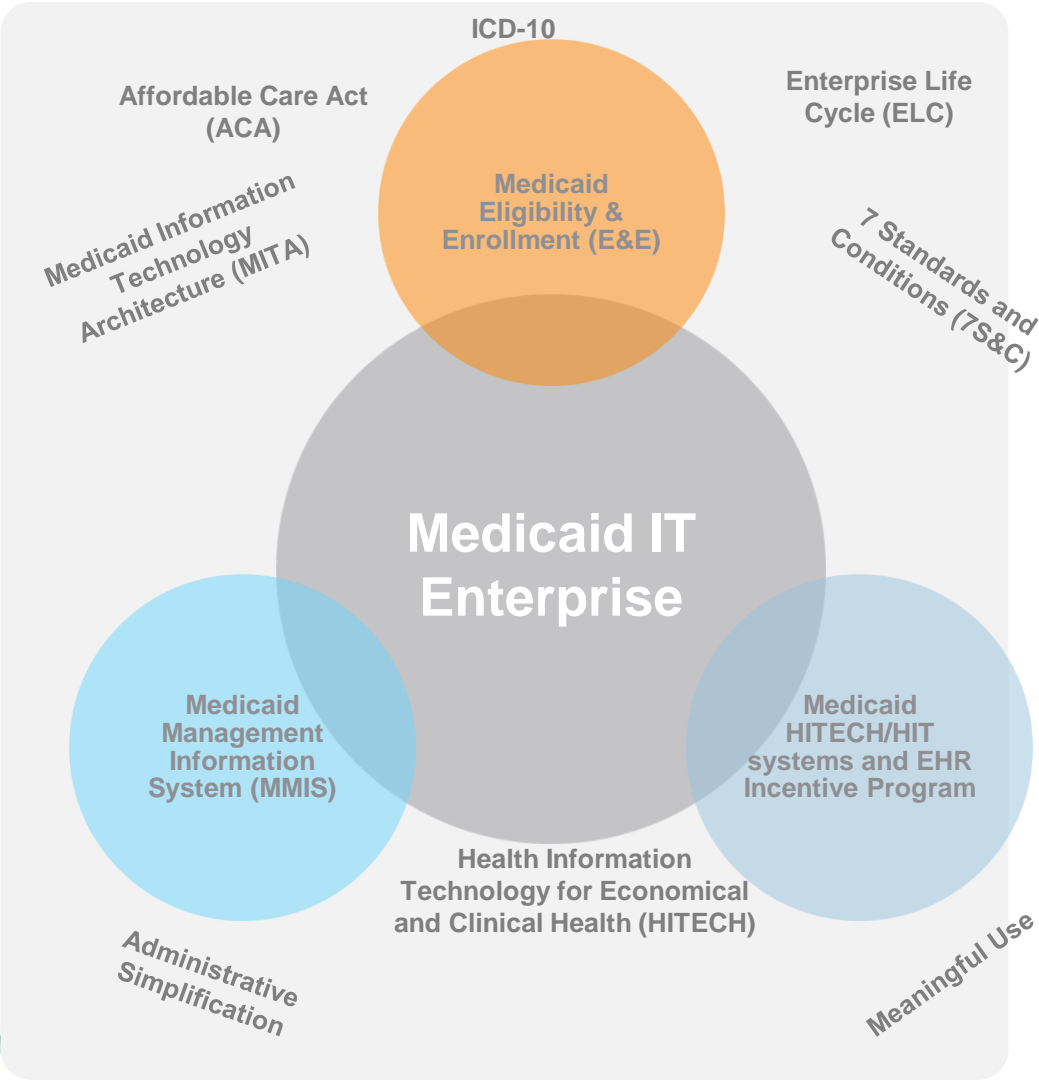 ICD-10
Affordable Care Act
(ACA)
Enterprise Life
Cycle (ELC)
Medicaid
Eligibility &
Enrollment (E&E)
Medicaid Information
Technology
Architecture (MITA)
7 Standards and
Conditions (7S&C)
Medicaid IT
Enterprise
Medicaid
Management
Information
System (MMIS)
Medicaid
HITECH/HIT
systems and EHR
Incentive Program
Health Information
Technology for Economical
and Clinical Health (HITECH)
Administrative
Simplification
Meaningful Use